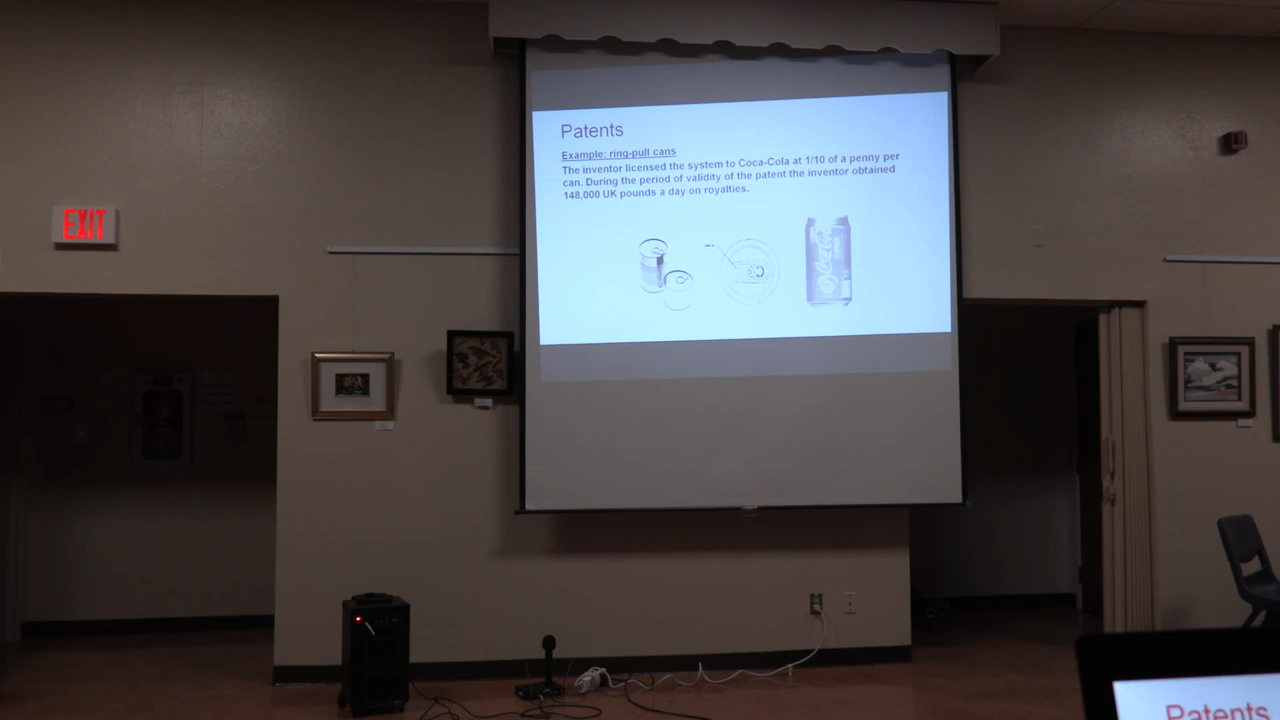 Patents
Example: ring-pull cans
The inventor licensed the system to Coca-Cola at 1/10 of a penny per
can. During the period of validity of the patent the inventor obtained
148,000 UK pounds a day on royalties.
Coca-Cola
EXIT
Patents